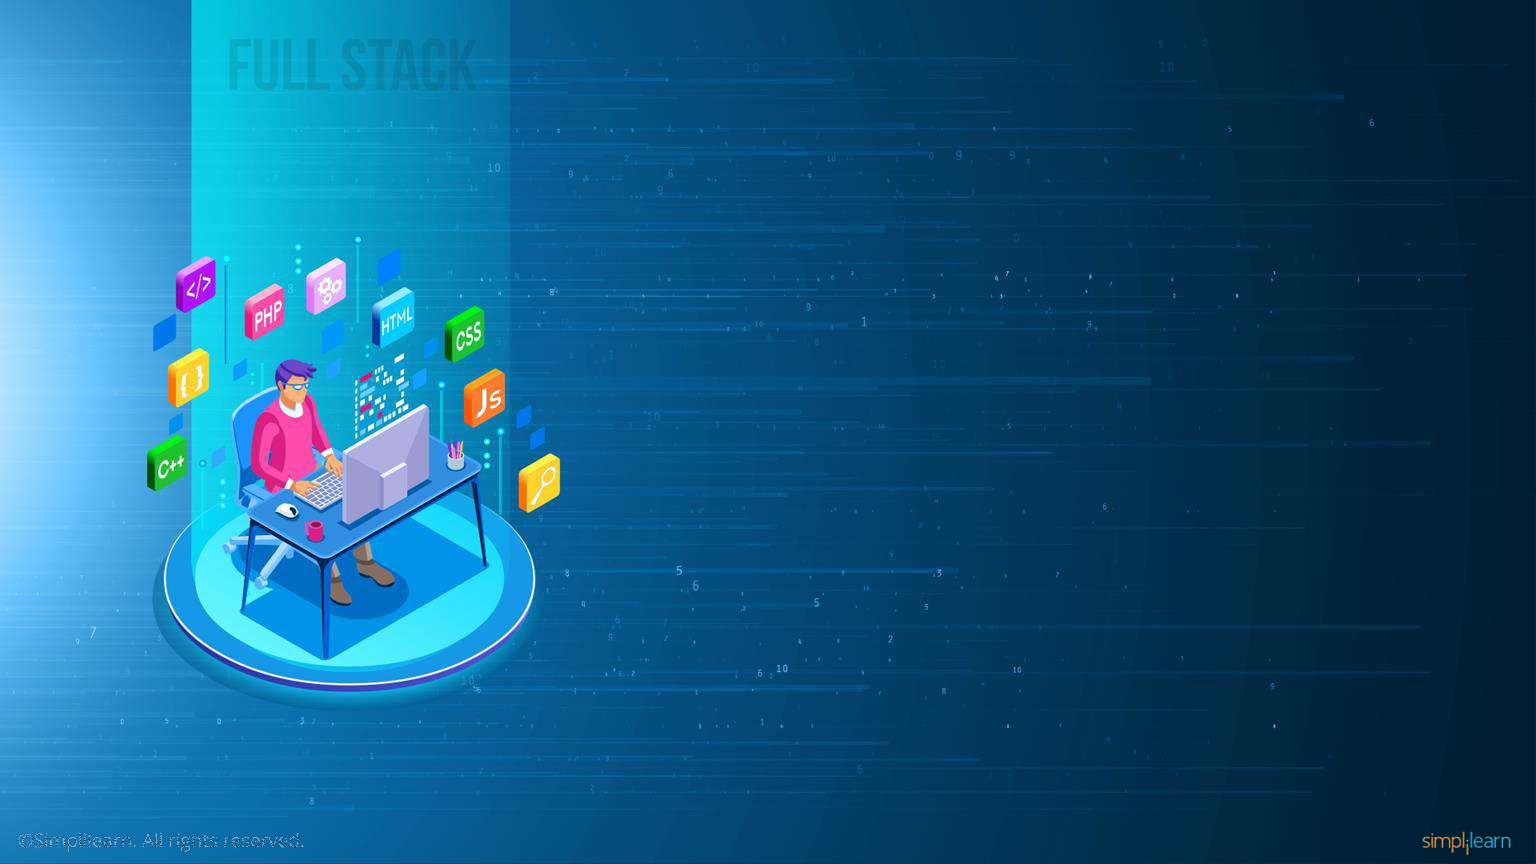 FULL STACK
</>
PHP
HTML
CSS
{ }
Js
C++
©Simplilearn. All rights reserved.
simplilearn